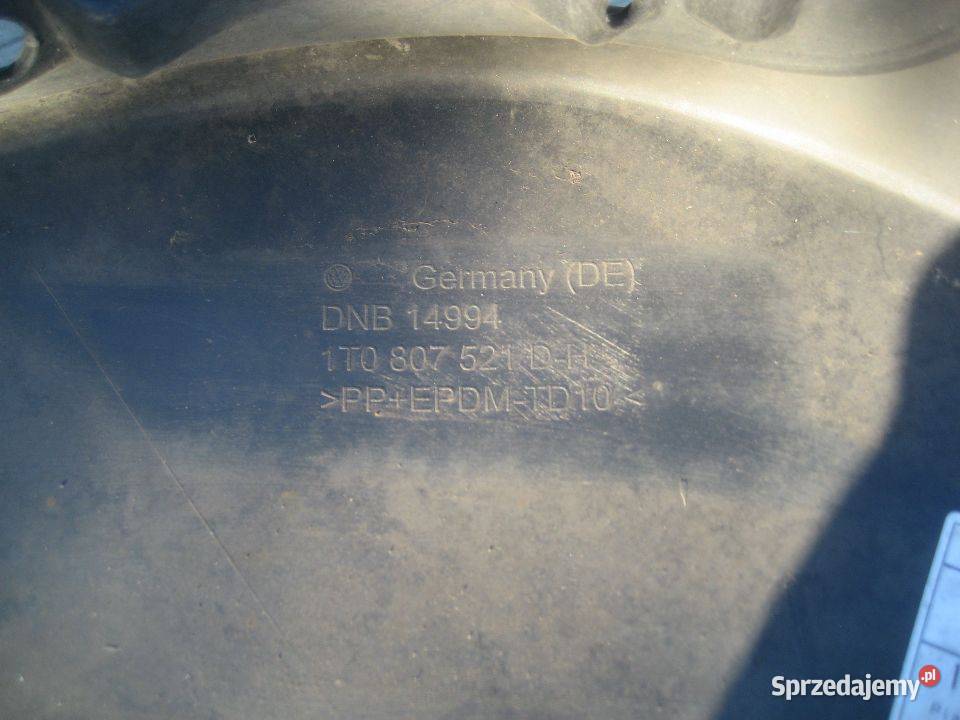 Germany (DE)
DNB 14994
1T0 807 521 D-H
>PP+EPDM-TD10<
Sprzedajemy.pl